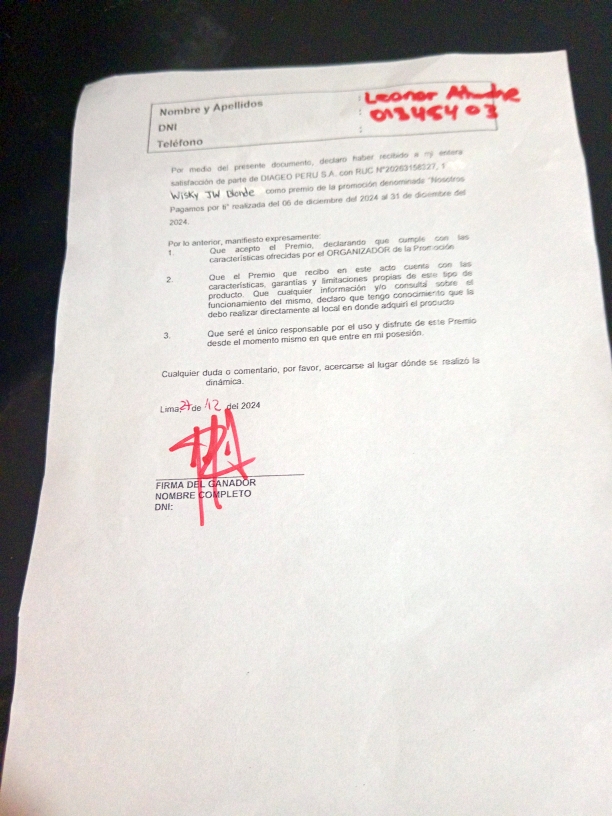 Nombre y Apellidos : Leonor
DNI : 01345403
Teléfono :
Por medio del presente documento, declaro haber recibido a mi entera
satisfacción de parte de DIAGEO PERÚ S.A. con RUC 1
Wisky JW Blonde como premio de la promoción denominada "Nosotros
Pagamos por ti" realizada del 06 de diciembre del 2024 al 31 de diciembre del
2024.
Por lo anterior, manifiesto expresamente:
1. Que acepto el Premio, declarando que cumple con las
características ofrecidas por el ORGANIZADOR de la Promoción
2. Que el Premio que recibo en este acto cuenta con las
características, garantías y limitaciones propias de este tipo de
producto. Que cualquier información y/o consulta sobre el
funcionamiento del mismo, declaro que tengo conocimiento que la
debo realizar directamente al local en donde adquirí el producto
3. Que seré el único responsable por el uso y disfrute de este Premio
desde el momento mismo en que entre en mi posesión.
Cualquier duda o comentario, por favor, acercarse al lugar dónde se realizó la
dinámica.
Lima, 27 de 12 del 2024
FIRMA DEL GANADOR
NOMBRE COMPLETO
DNI: